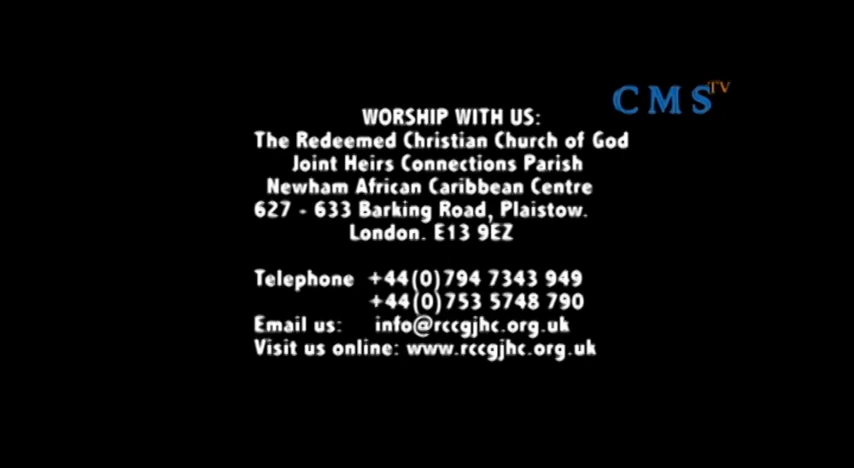 CMS TV
WORSHIP WITH US:
The Redeemed Christian Church of God
Joint Heirs Connections Parish
Newham African Caribbean Centre
627 - 633 Barking Road, Plaistow.
London. E13 9EZ
Telephone +44(0)794 7343 949
+44(0)753 5748 790
Email us: info@rccgjhc.org.uk
Visit us online: www.rccgjhc.org.uk